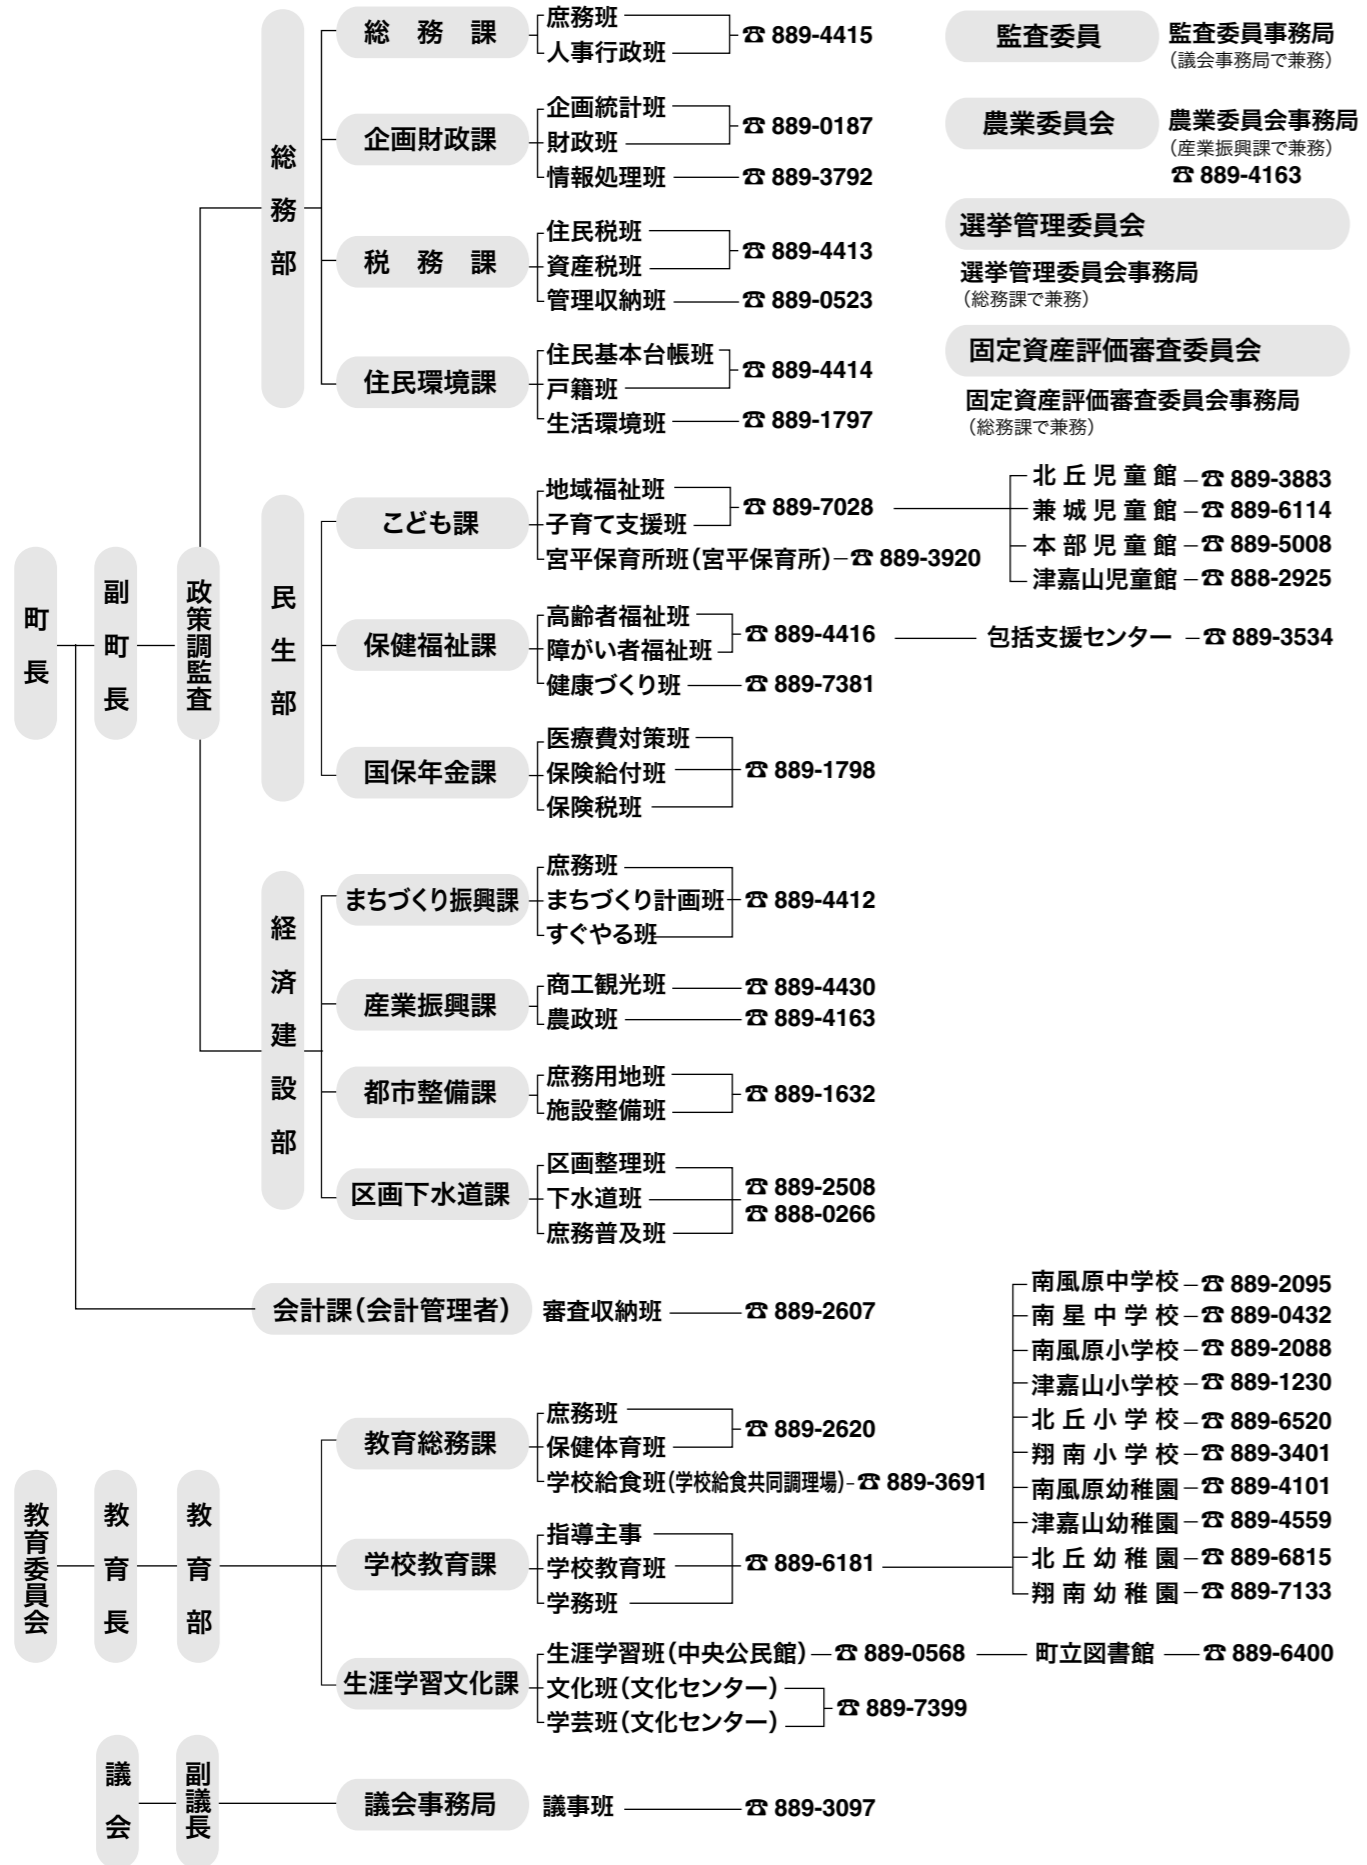 町長
副町長
政策調監査
総務部
総務課
庶務班
人事行政班
☎ 889-4415
企画財政課
企画統計班
財政班
☎ 889-0187
情報処理班
☎ 889-3792
税務課
住民税班
資産税班
☎ 889-4413
管理収納班
☎ 889-0523
住民環境課
住民基本台帳班
戸籍班
☎ 889-4414
生活環境班
☎ 889-1797
監査委員
監査委員事務局
(議会事務局で兼務)
農業委員会
農業委員会事務局
(産業振興課で兼務)
☎ 889-4163
選挙管理委員会
選挙管理委員会事務局
(総務課で兼務)
固定資産評価審査委員会
固定資産評価審査委員会事務局
(総務課で兼務)
民生部
こども課
地域福祉班
子育て支援班
☎ 889-7028
宮平保育所班(宮平保育所)
☎ 889-3920
北丘児童館 ☎ 889-3883
兼城児童館 ☎ 889-6114
本部児童館 ☎ 889-5008
津嘉山児童館 ☎ 888-2925
保健福祉課
高齢者福祉班
障がい者福祉班
☎ 889-4416
包括支援センター ☎ 889-3534
健康づくり班
☎ 889-7381
国保年金課
医療費対策班
保険給付班
保険税班
☎ 889-1798
経済建設部
まちづくり振興課
庶務班
まちづくり計画班
すぐやる班
☎ 889-4412
産業振興課
商工観光班
☎ 889-4430
農政班
☎ 889-4163
都市整備課
庶務用地班
施設整備班
☎ 889-1632
区画下水道課
区画整理班
下水道班
庶務普及班
☎ 889-2508
☎ 888-0266
会計課(会計管理者)
審査収納班
☎ 889-2607
教育委員会
教育長
教育部
教育総務課
庶務班
保健体育班
☎ 889-2620
学校給食班(学校給食共同調理場)
☎ 889-3691
学校教育課
指導主事
学校教育班
学務班
☎ 889-6181
南風原中学校 ☎ 889-2095
南星中学校 ☎ 889-0432
南風原小学校 ☎ 889-2088
津嘉山小学校 ☎ 889-1230
北丘小学校 ☎ 889-6520
翔南小学校 ☎ 889-3401
南風原幼稚園 ☎ 889-4101
津嘉山幼稚園 ☎ 889-4559
北丘幼稚園 ☎ 889-6815
翔南幼稚園 ☎ 889-7133
生涯学習文化課
生涯学習班(中央公民館)
☎ 889-0568
町立図書館 ☎ 889-6400
文化班(文化センター)
学芸班(文化センター)
☎ 889-7399
議会
副議長
議会事務局
議事班
☎ 889-3097